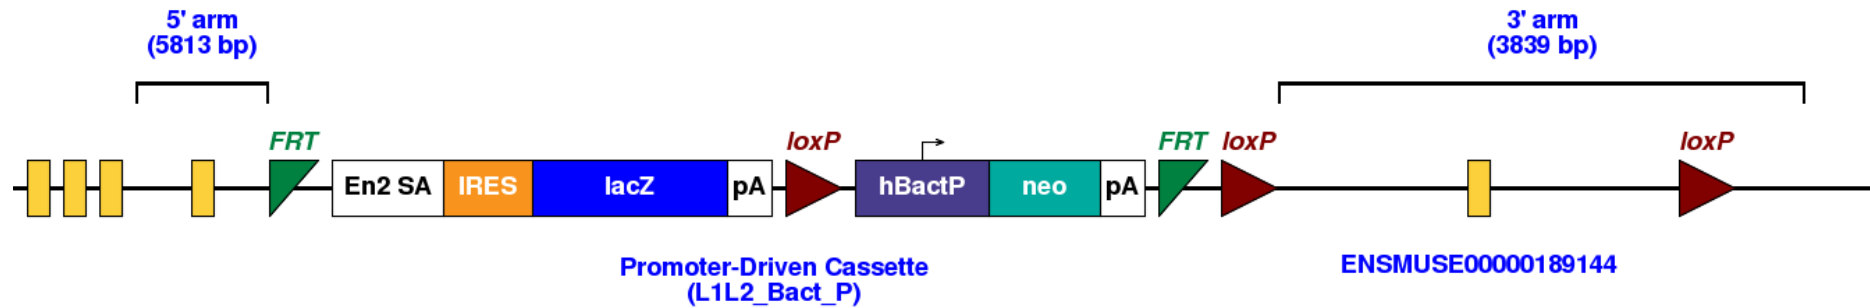 5' arm
(5813 bp)
3' arm
(3839 bp)
FRT
loxP
FRT
loxP
loxP
En2 SA
IRES
lacZ
pA
hBactP
neo
pA
Promoter-Driven Cassette
(L1L2_Bact_P)
ENSMUSE00000189144